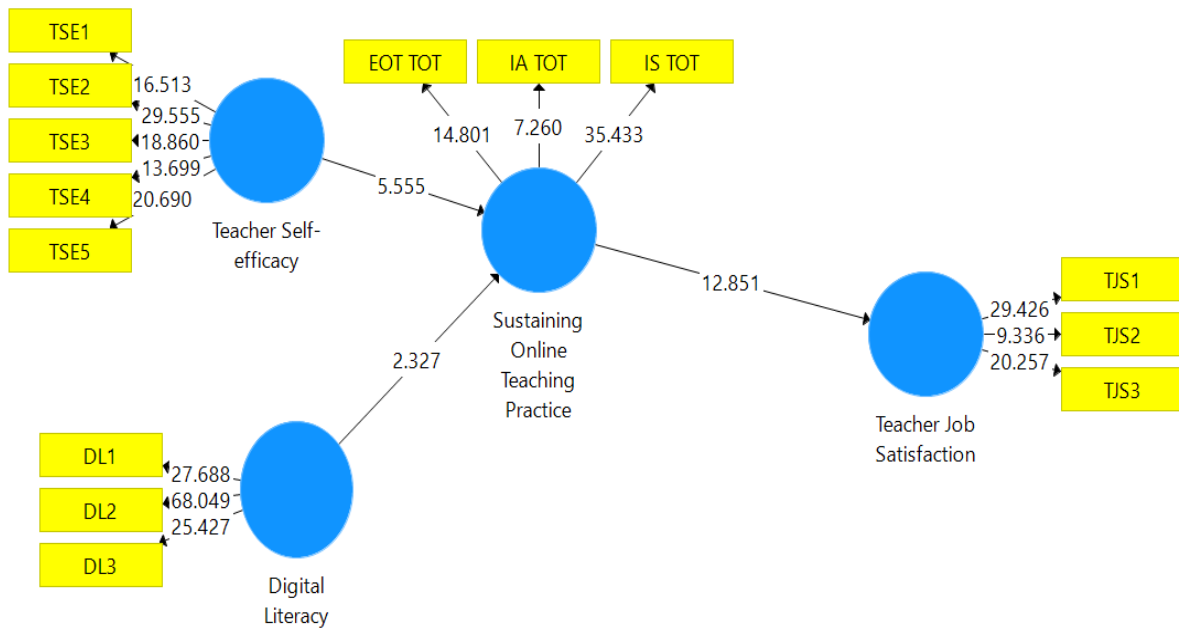 TSE1
TSE2
TSE3
TSE4
TSE5
16.513
29.555
18.860
13.699
20.690
Teacher Self-
efficacy
EOT TOT
IA TOT
IS TOT
14.801
7.260
35.433
5.555
Sustaining
Online
Teaching
Practice
2.327
12.851
DL1
DL2
DL3
27.688
68.049
25.427
Digital
Literacy
Teacher Job
Satisfaction
29.426
9.336
20.257
TJS1
TJS2
TJS3